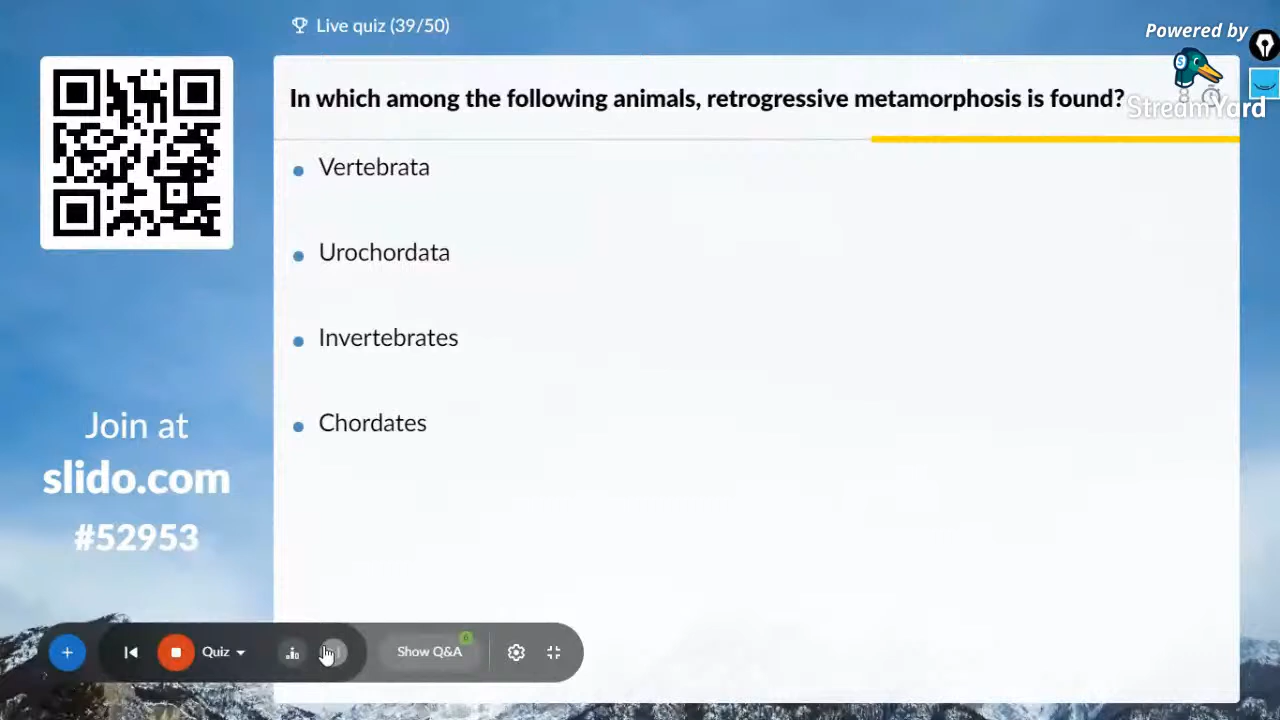 Live quiz (39/50)
Powered by
In which among the following animals, retrogressive metamorphosis is found?
StreamYard
Vertebrata
Urochordata
Invertebrates
Chordates
Join at
slido.com
#52953
Quiz
Show Q&A
6